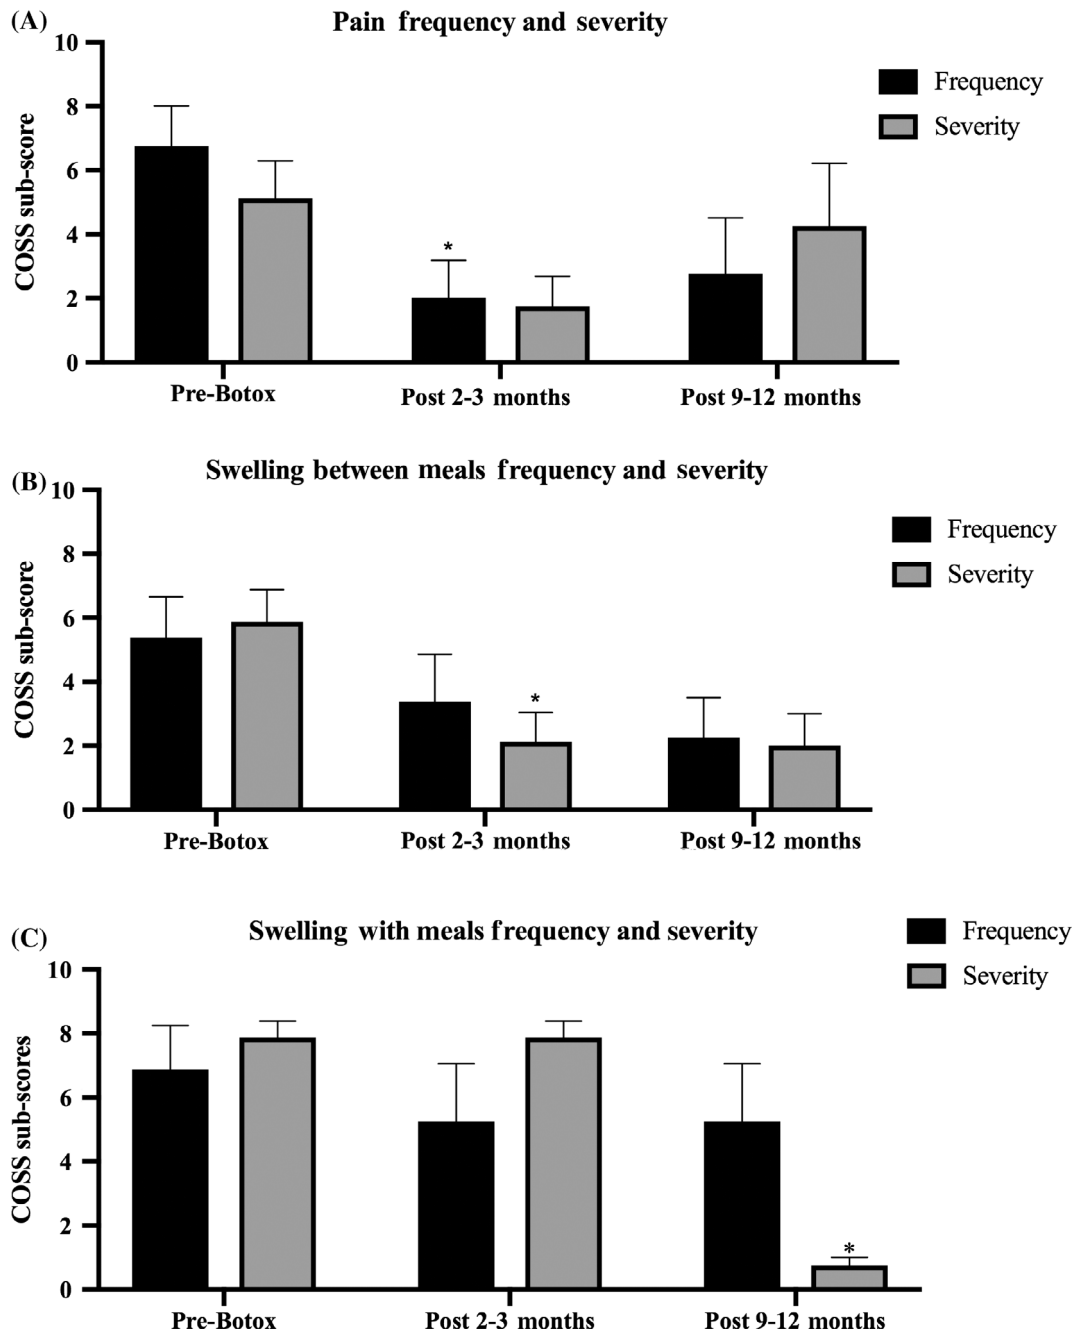 (A)
Pain frequency and severity
10
8
6
4
2
0
COSS sub-score
Frequency
Severity
*
Pre-Botox
Post 2-3 months
Post 9-12 months
(B)
Swelling between meals frequency and severity
10
8
6
4
2
0
COSS sub-score
Frequency
Severity
*
Pre-Botox
Post 2-3 months
Post 9-12 months
(C)
Swelling with meals frequency and severity
10
8
6
4
2
0
COSS sub-scores
Frequency
Severity
*
Pre-Botox
Post 2-3 months
Post 9-12 months